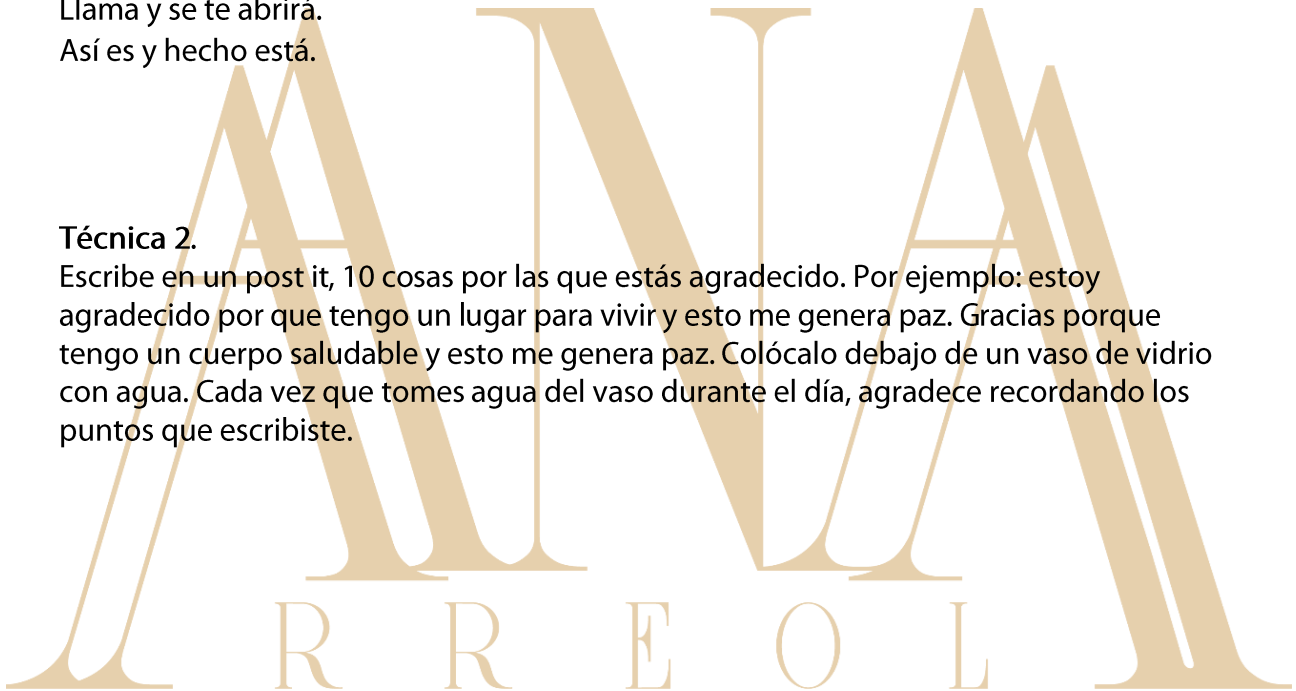 Llama y se te abrirá.
Así es y hecho está.
Técnica 2.
Escribe en un post it, 10 cosas por las que estás agradecido. Por ejemplo: estoy
agradecido por que tengo un lugar para vivir y esto me genera paz. Gracias porque
tengo un cuerpo saludable y esto me genera paz. Colócalo debajo de un vaso de vidrio
con agua. Cada vez que tomes agua del vaso durante el día, agradece recordando los
puntos que escribiste.
ANA
RREOL